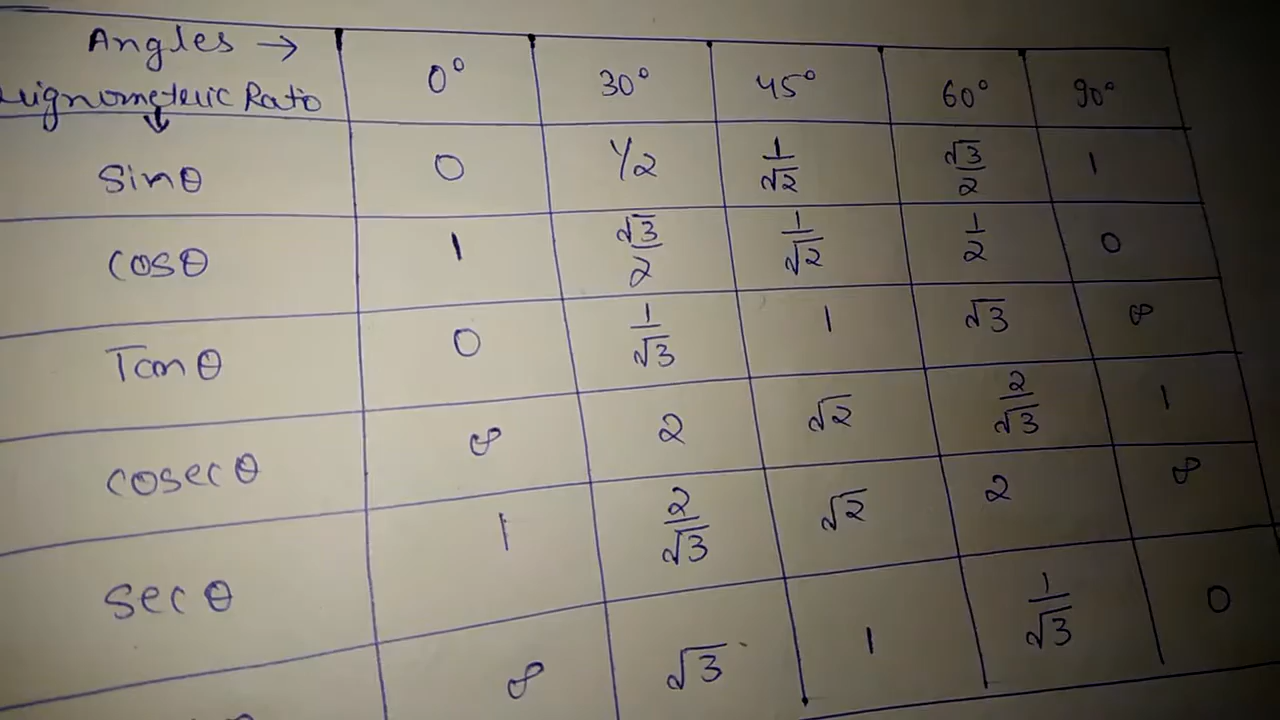 Angles → 0° 30° 45° 60° 90°
Trignometric Ratio ↓
Sinθ 0 1/2 1/√2 √3/2 1
cosθ 1 √3/2 1/√2 1/2 0
Tanθ 0 1/√3 1 √3 ∞
cosecθ ∞ 2 √2 2/√3 1
secθ 1 2/√3 √2 2 ∞
∞ √3 1 1/√3 0